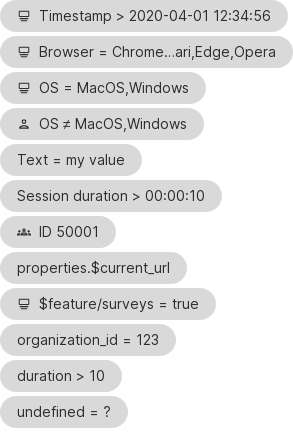 Timestamp > 2020-04-01 12:34:56
Browser = Chrome...ari,Edge,Opera
OS = MacOS,Windows
OS ≠ MacOS,Windows
Text = my value
Session duration > 00:00:10
ID 50001
properties.$current_url
$feature/surveys = true
organization_id = 123
duration > 10
undefined = ?